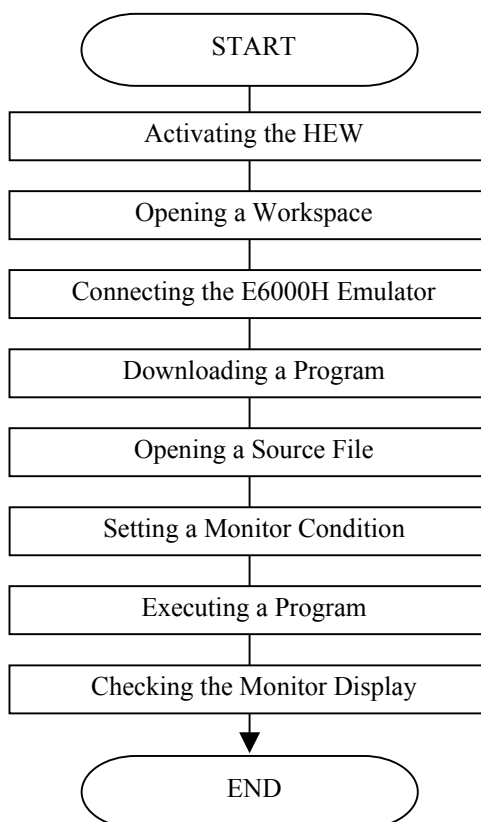 START
Activating the HEW
Opening a Workspace
Connecting the E6000H Emulator
Downloading a Program
Opening a Source File
Setting a Monitor Condition
Executing a Program
Checking the Monitor Display
END